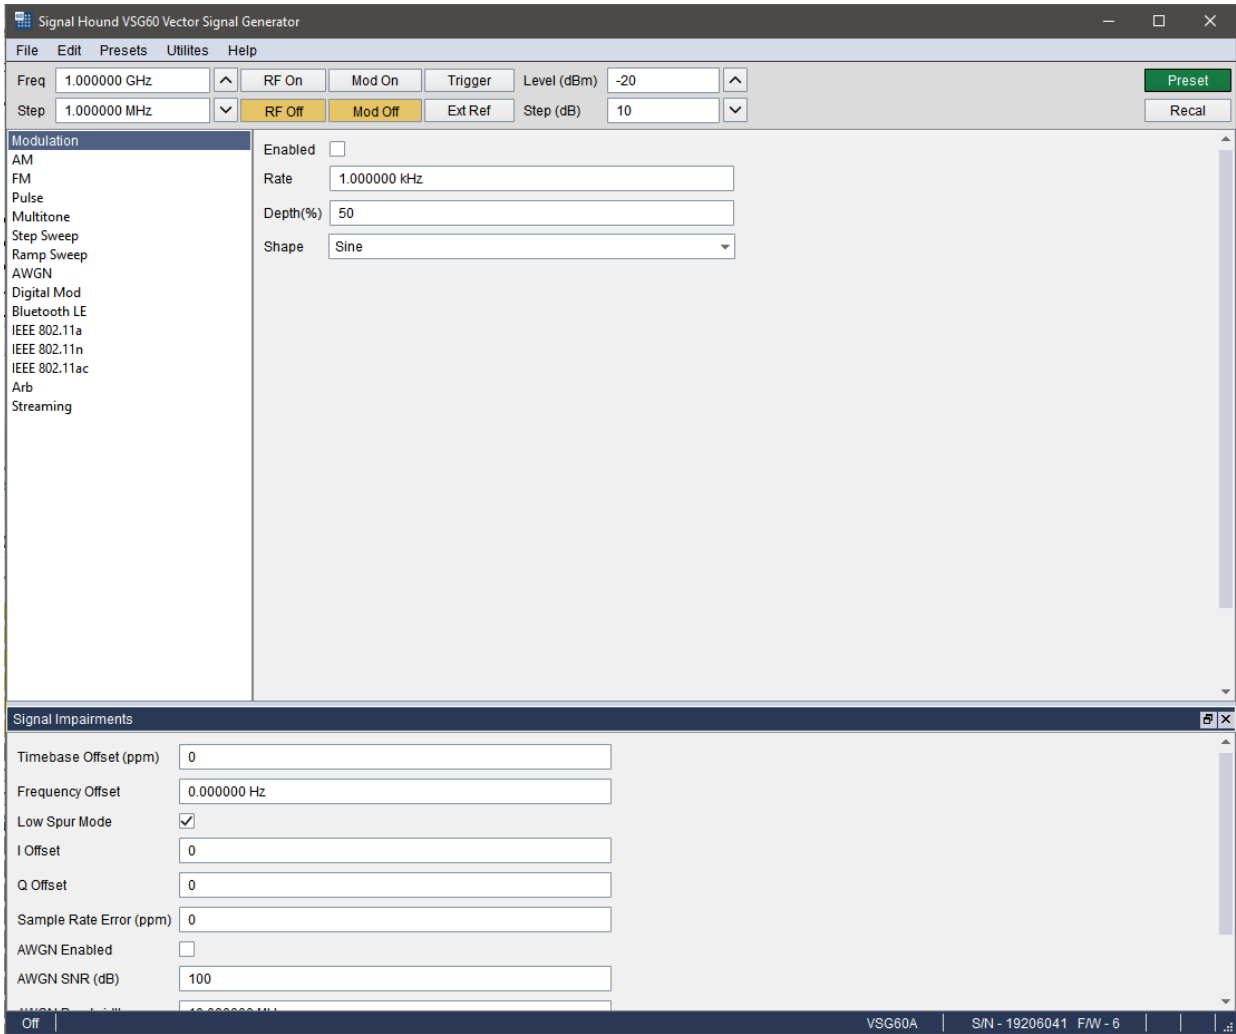 Signal Hound VSG60 Vector Signal Generator
File Edit Presets Utilites Help
Freq 1.000000 GHz RF On Mod On Trigger Level (dBm) -20 Preset
Step 1.000000 MHz RF Off Mod Off Ext Ref Step (dB) 10 Recal
Modulation
AM
FM
Pulse
Multitone
Step Sweep
Ramp Sweep
AWGN
Digital Mod
Bluetooth LE
IEEE 802.11a
IEEE 802.11n
IEEE 802.11ac
Arb
Streaming
Enabled
Rate 1.000000 kHz
Depth(%) 50
Shape Sine
Signal Impairments
Timebase Offset (ppm) 0
Frequency Offset 0.000000 Hz
Low Spur Mode
I Offset 0
Q Offset 0
Sample Rate Error (ppm) 0
AWGN Enabled
AWGN SNR (dB) 100
Off VSG60A S/N - 19206041 F/W - 6